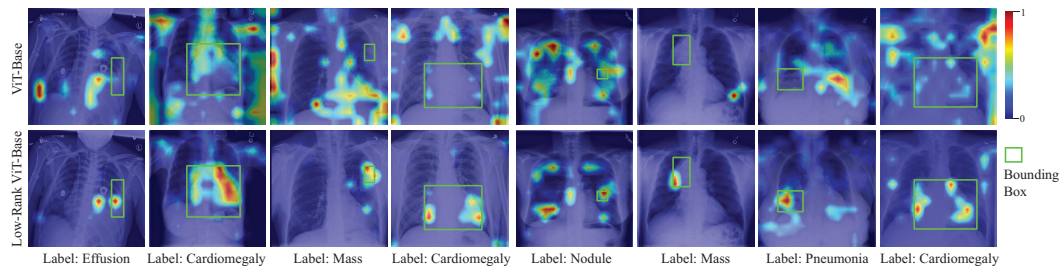 ViT-Base
1
0
Low-Rank ViT-Base
Bounding
Box
Label: Effusion
Label: Cardiomegaly
Label: Mass
Label: Cardiomegaly
Label: Nodule
Label: Mass
Label: Pneumonia
Label: Cardiomegaly